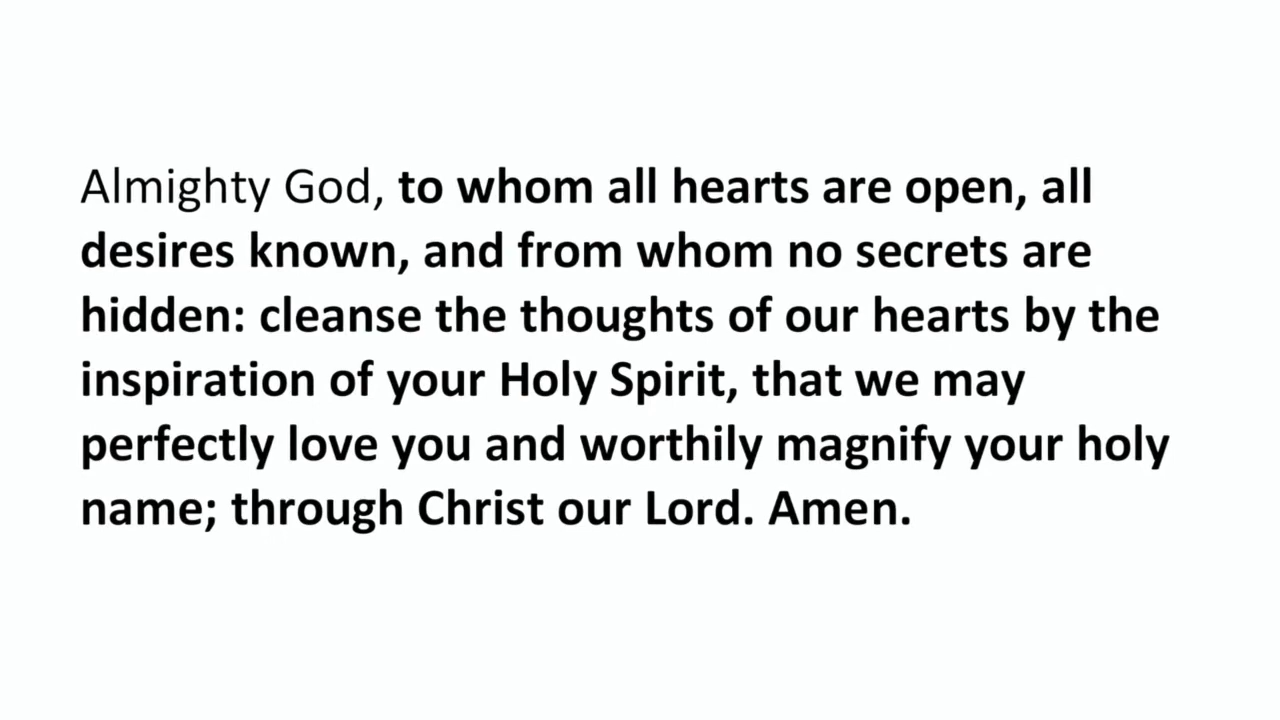 Almighty God, to whom all hearts are open, all
desires known, and from whom no secrets are
hidden: cleanse the thoughts of our hearts by the
inspiration of your Holy Spirit, that we may
perfectly love you and worthily magnify your holy
name; through Christ our Lord. Amen.